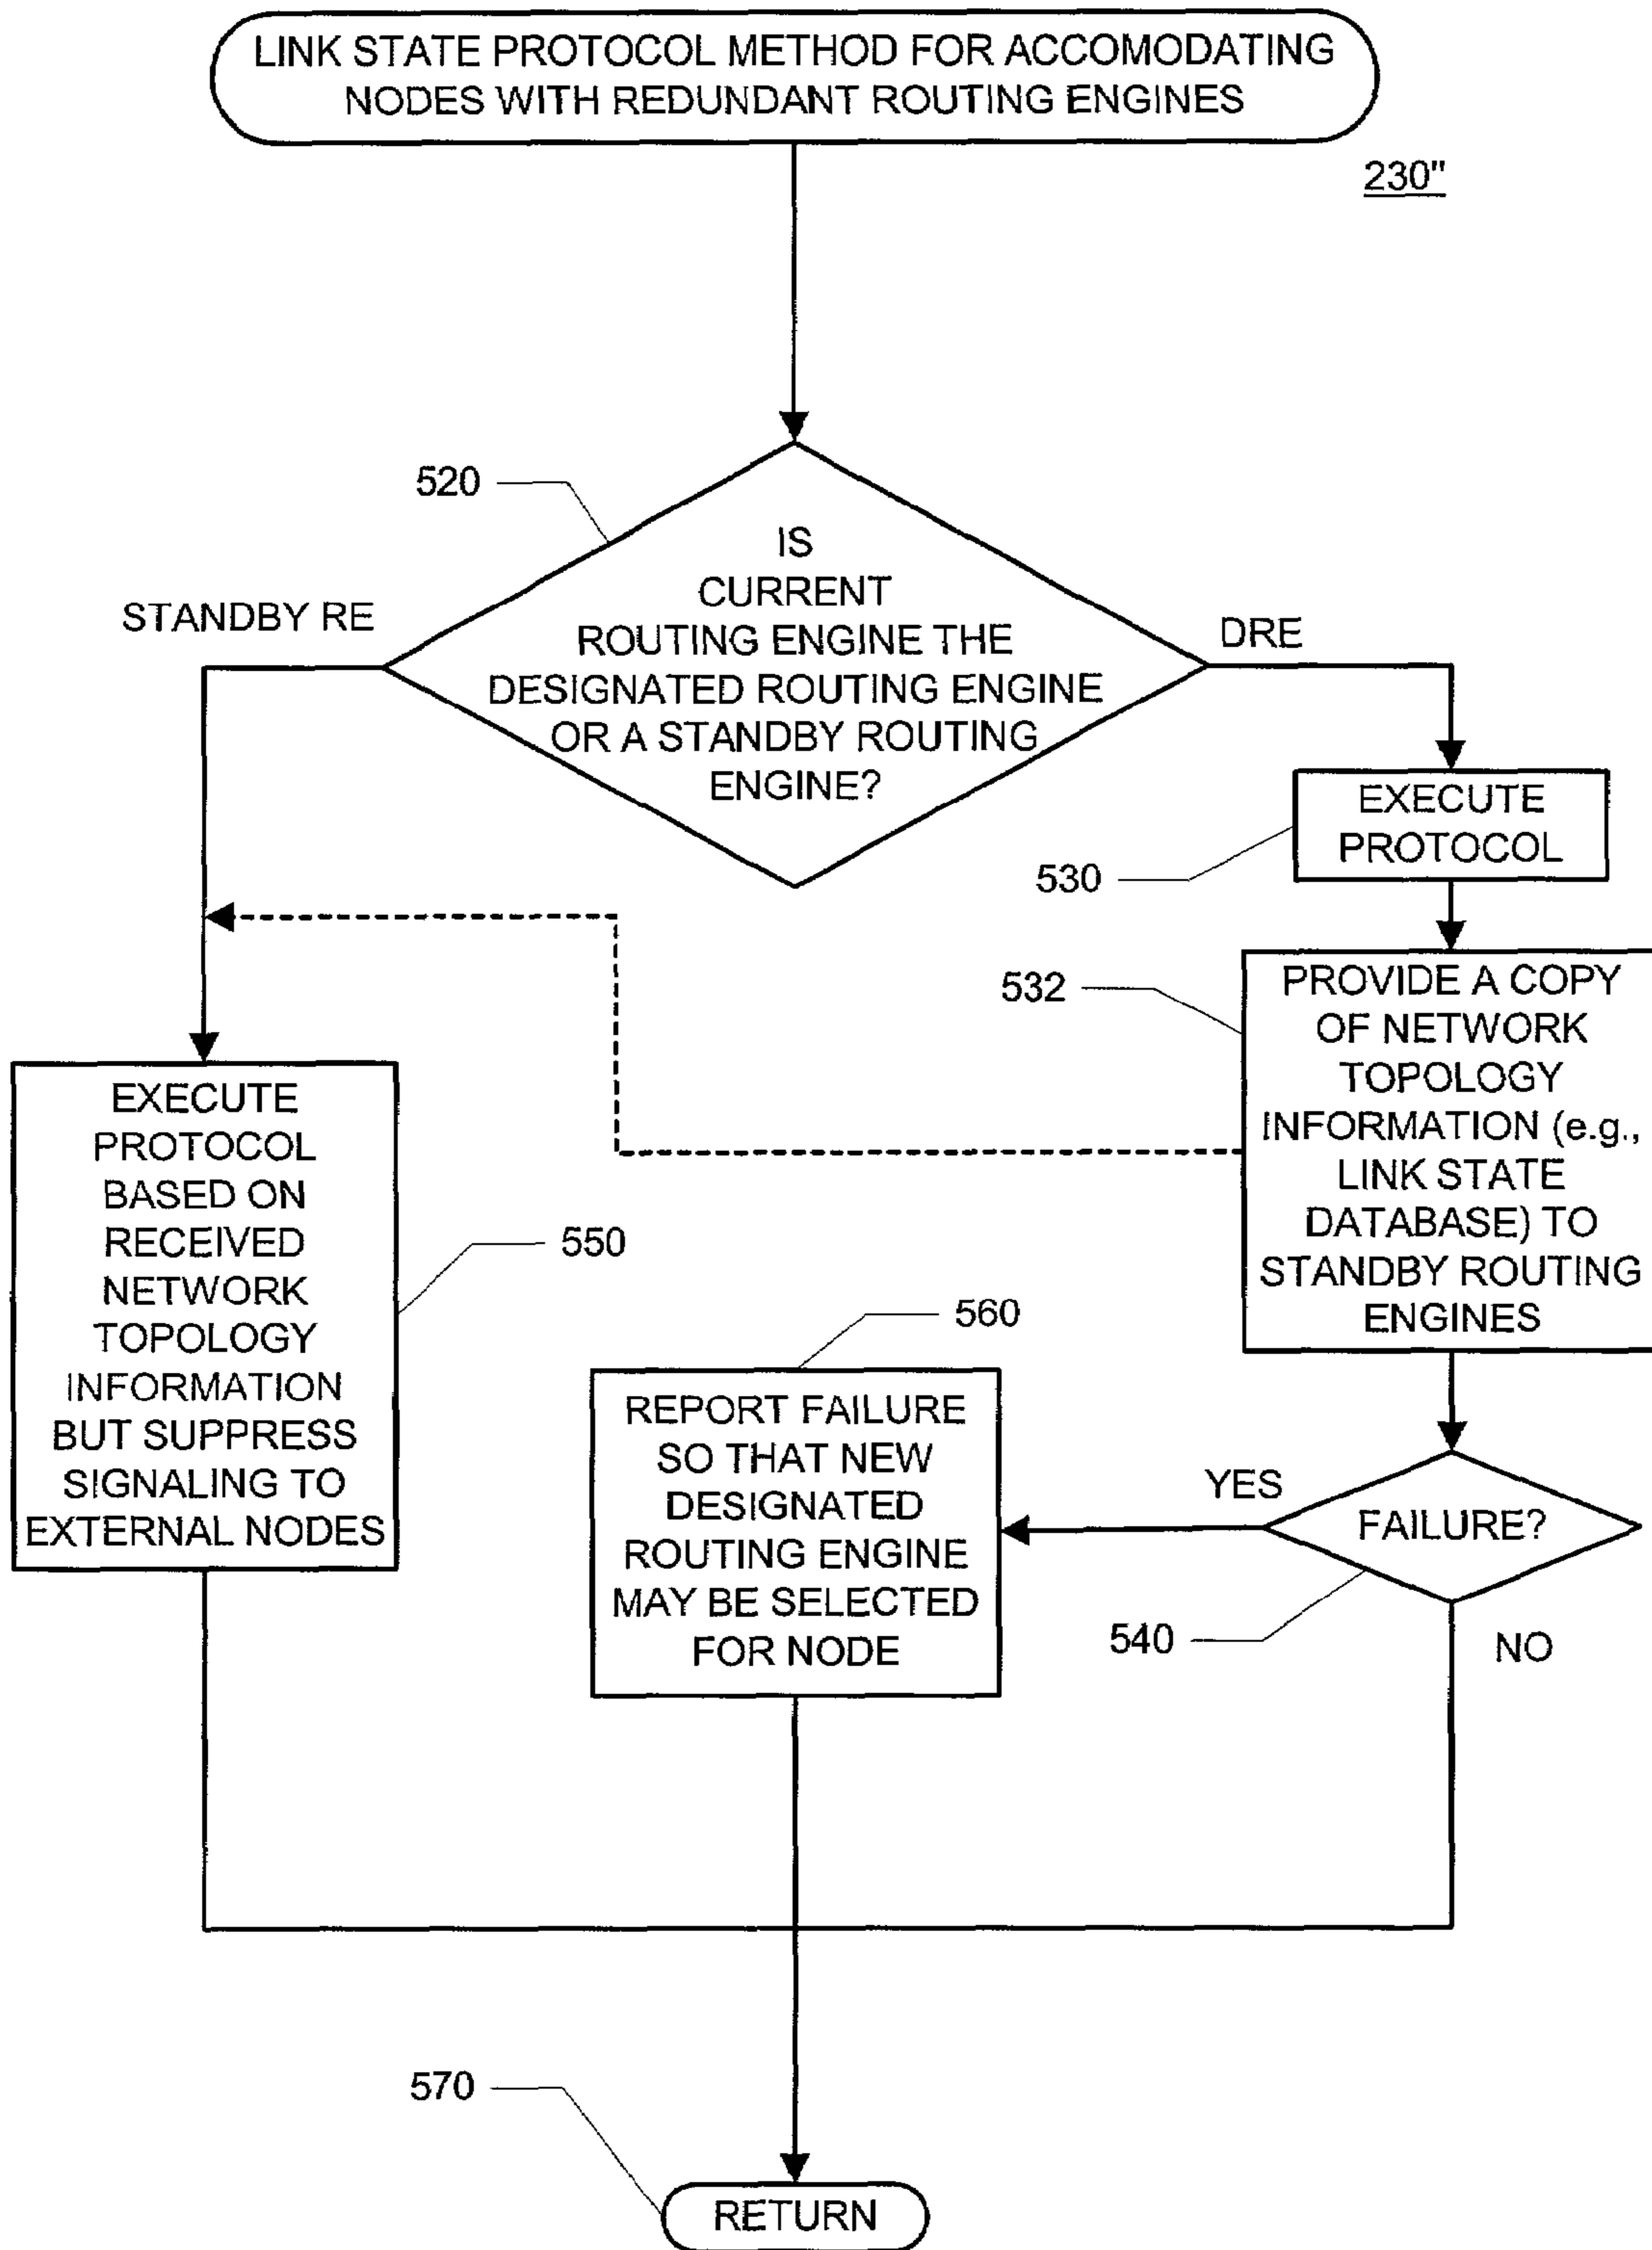 LINK STATE PROTOCOL METHOD FOR ACCOMODATING
NODES WITH REDUNDANT ROUTING ENGINES
230"
520
IS
CURRENT
ROUTING ENGINE THE
DESIGNATED ROUTING ENGINE
OR A STANDBY ROUTING
ENGINE?
STANDBY RE
DRE
EXECUTE
PROTOCOL
530
532
PROVIDE A COPY
OF NETWORK
TOPOLOGY
INFORMATION (e.g.,
LINK STATE
DATABASE) TO
STANDBY ROUTING
ENGINES
EXECUTE
PROTOCOL
BASED ON
RECEIVED
NETWORK
TOPOLOGY
INFORMATION
BUT SUPPRESS
SIGNALING TO
EXTERNAL NODES
550
560
REPORT FAILURE
SO THAT NEW
DESIGNATED
ROUTING ENGINE
MAY BE SELECTED
FOR NODE
YES
FAILURE?
540
NO
570
RETURN